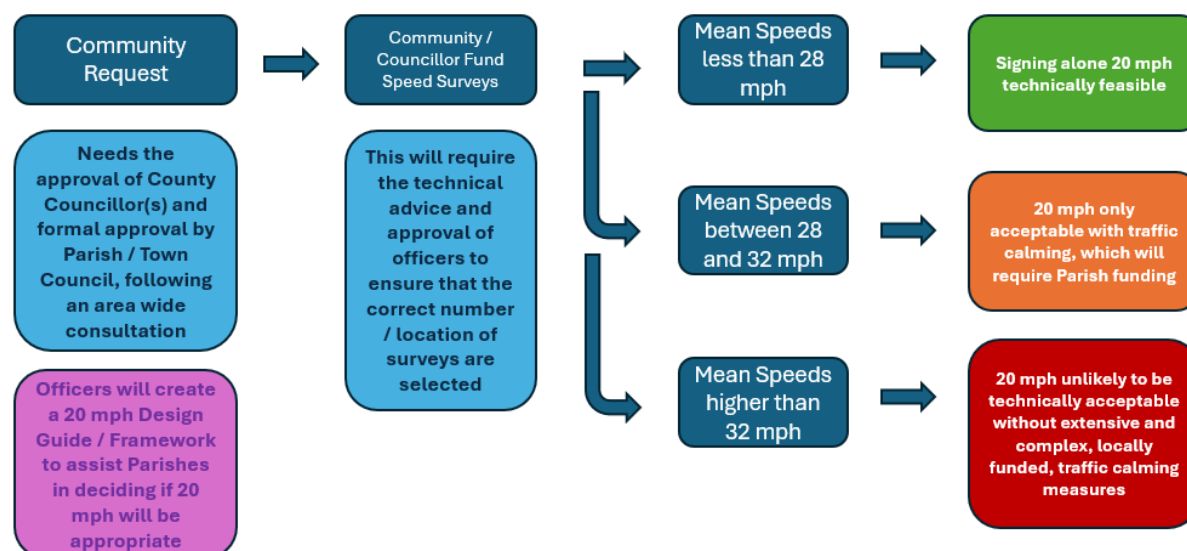 Community
Request
Community /
Councillor Fund
Speed Surveys
Mean Speeds
less than 28
mph
Signing alone 20 mph
technically feasible
Needs the
approval of County
Councillor(s) and
formal approval by
Parish / Town
Council, following
an area wide
consultation
This will require
the technical
advice and
approval of
officers to
ensure that the
correct number
/ location of
surveys are
selected
Mean Speeds
between 28
and 32 mph
20 mph only
acceptable with traffic
calming, which will
require Parish funding
Officers will create
a 20 mph Design
Guide / Framework
to assist Parishes
in deciding if 20
mph will be
appropriate
Mean Speeds
higher than
32 mph
20 mph unlikely to be
technically acceptable
without extensive and
complex, locally
funded, traffic calming
measures